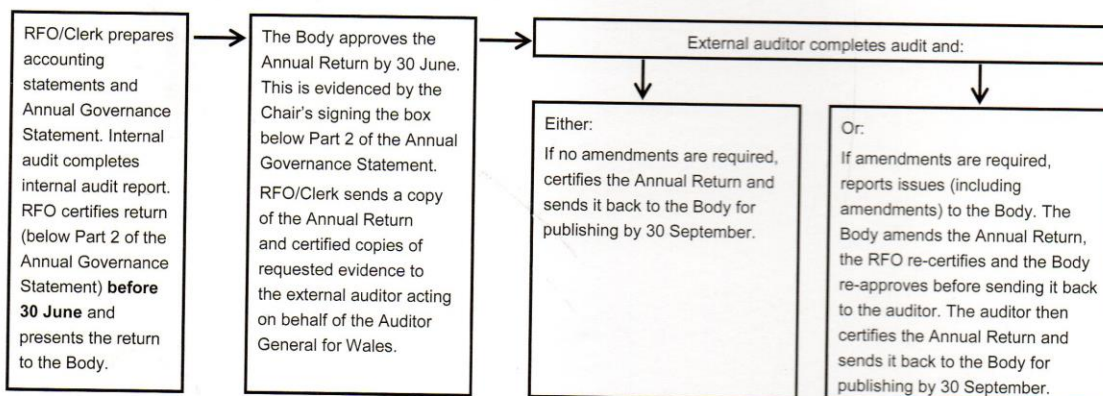 RFO/Clerk prepares
accounting
statements and
Annual Governance
Statement. Internal
audit completes
internal audit report.
RFO certifies return
(below Part 2 of the
Annual Governance
Statement) before
30 June and
presents the return
to the Body.
The Body approves the
Annual Return by 30 June.
This is evidenced by the
Chair's signing the box
below Part 2 of the Annual
Governance Statement.
RFO/Clerk sends a copy
of the Annual Return
and certified copies of
requested evidence to
the external auditor acting
on behalf of the Auditor
General for Wales.
External auditor completes audit and:
Either:
If no amendments are required,
certifies the Annual Return and
sends it back to the Body for
publishing by 30 September.
Or:
If amendments are required,
reports issues (including
amendments) to the Body. The
Body amends the Annual Return,
the RFO re-certifies and the Body
re-approves before sending it back
to the auditor. The auditor then
certifies the Annual Return and
sends it back to the Body for
publishing by 30 September.